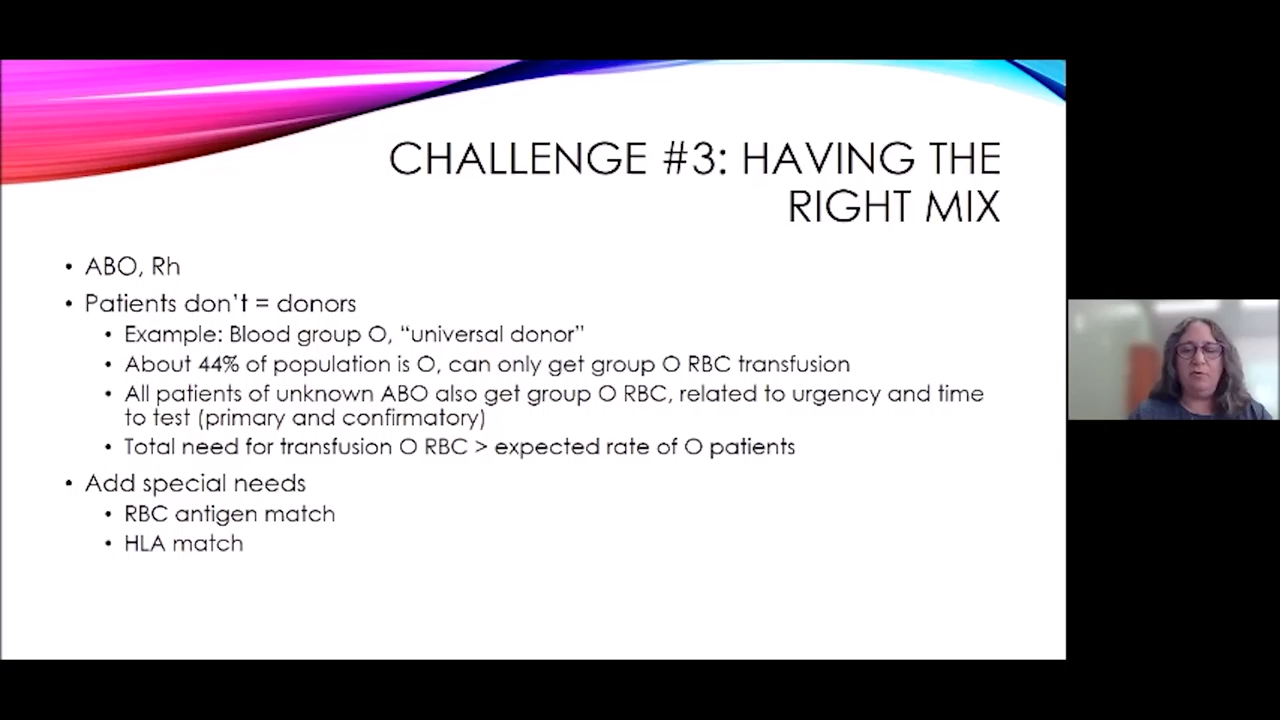 CHALLENGE #3: HAVING THE
RIGHT MIX
• ABO, Rh
• Patients don't = donors
• Example: Blood group O, "universal donor"
• About 44% of population is O, can only get group O RBC transfusion
• All patients of unknown ABO also get group O RBC, related to urgency and time
to test (primary and confirmatory)
• Total need for transfusion O RBC > expected rate of O patients
• Add special needs
• RBC antigen match
• HLA match